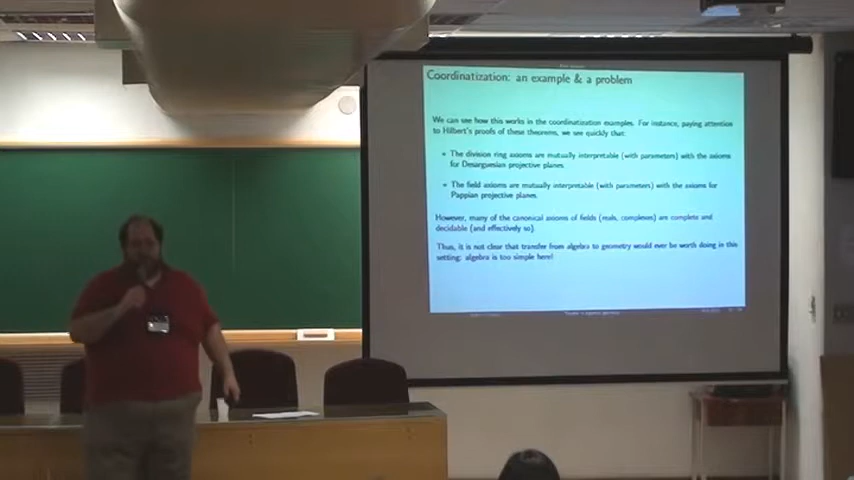 Coordinatization: an example & a problem
We can see how this works in the coordinatization examples. For instance, paying attention
to Hilbert's proofs of these theorems, we see quickly that:
The division ring axioms are mutually interpretable (with parameters) with the axioms
for Desarguesian projective planes.
The field axioms are mutually interpretable (with parameters) with the axioms for
Pappian projective planes.
However, many of the canonical axioms of fields (reals, complexes) are complete and
decidable (and effectively so).
Thus, it is not clear that transfer from algebra to geometry would ever be worth doing in this
setting: algebra is too simple here!